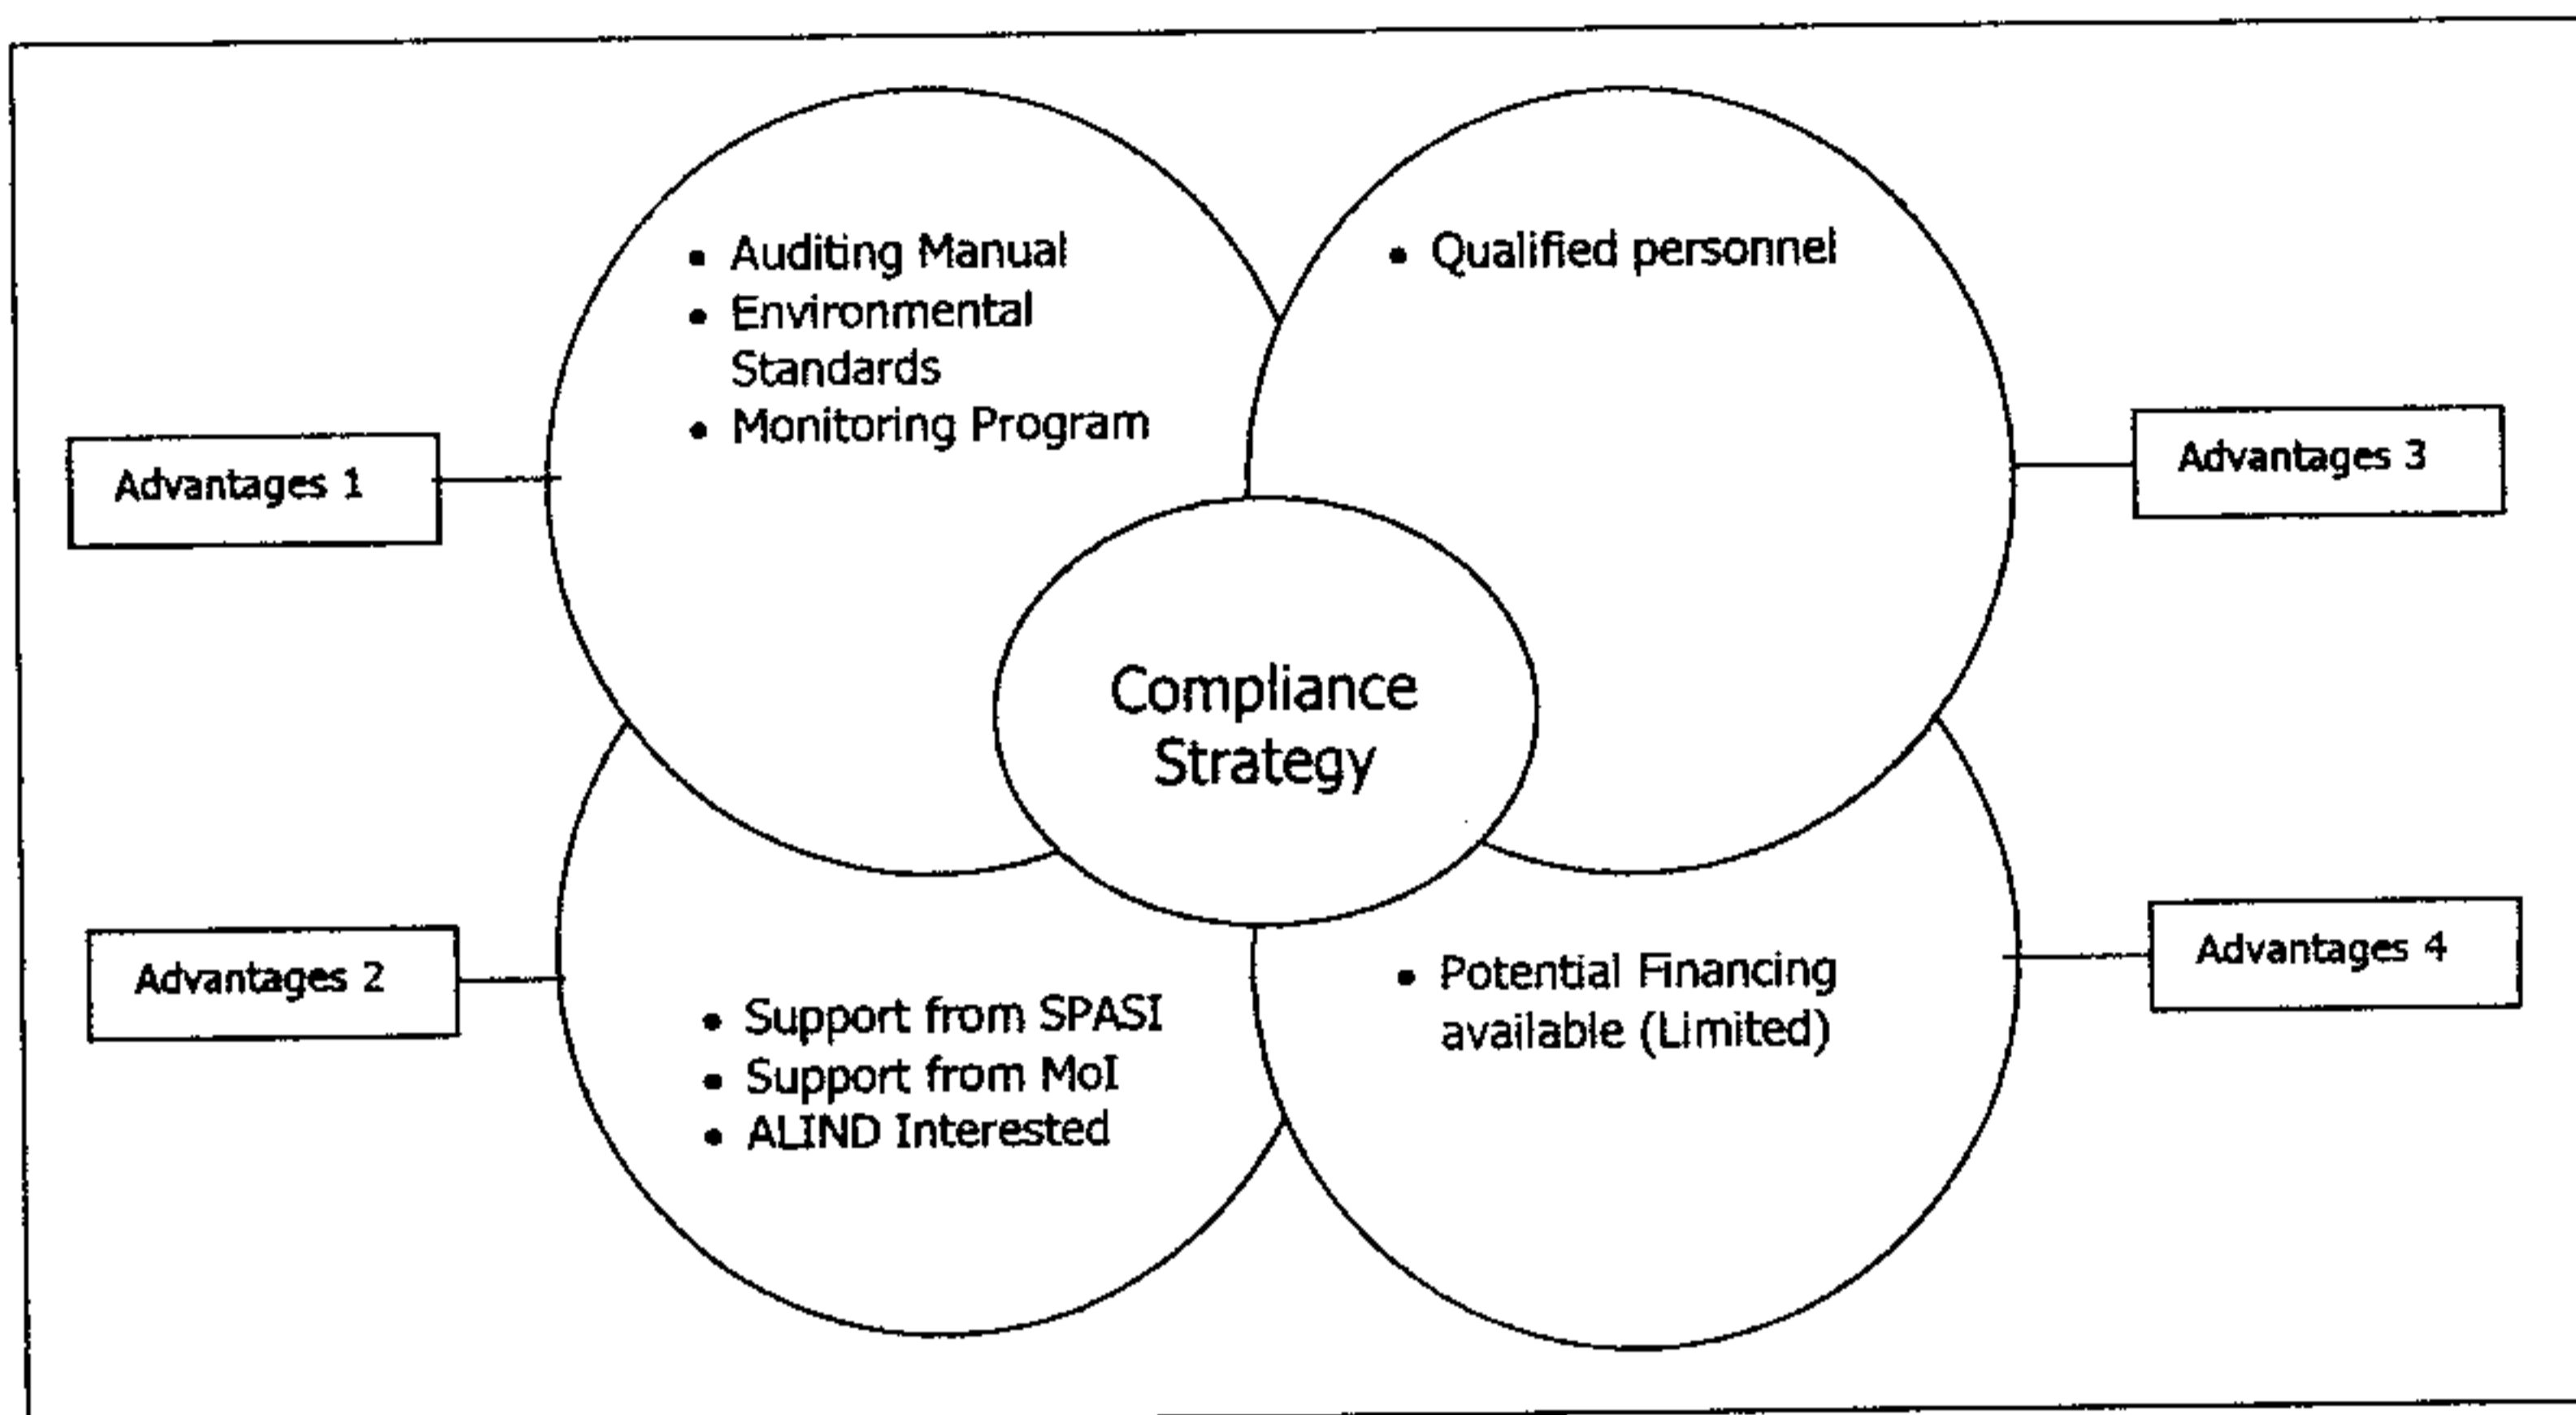 • Auditing Manual
• Environmental
Standards
• Monitoring Program
• Qualified personnel
Advantages 1
Advantages 3
Compliance
Strategy
Advantages 2
• Support from SPASI
• Support from MoI
• ALIND Interested
• Potential Financing
available (Limited)
Advantages 4